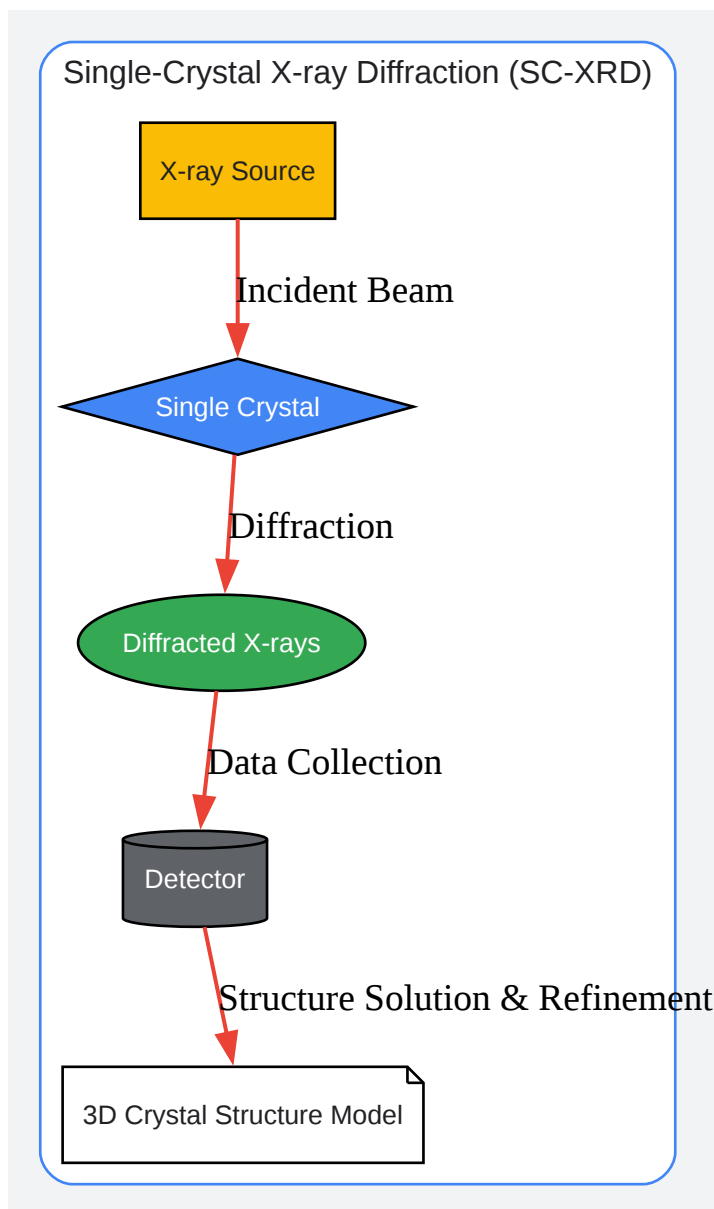 Single-Crystal X-ray Diffraction (SC-XRD)
X-ray Source
Incident Beam
Single Crystal
Diffraction
Diffracted X-rays
Data Collection
Detector
Structure Solution & Refinement
3D Crystal Structure Model